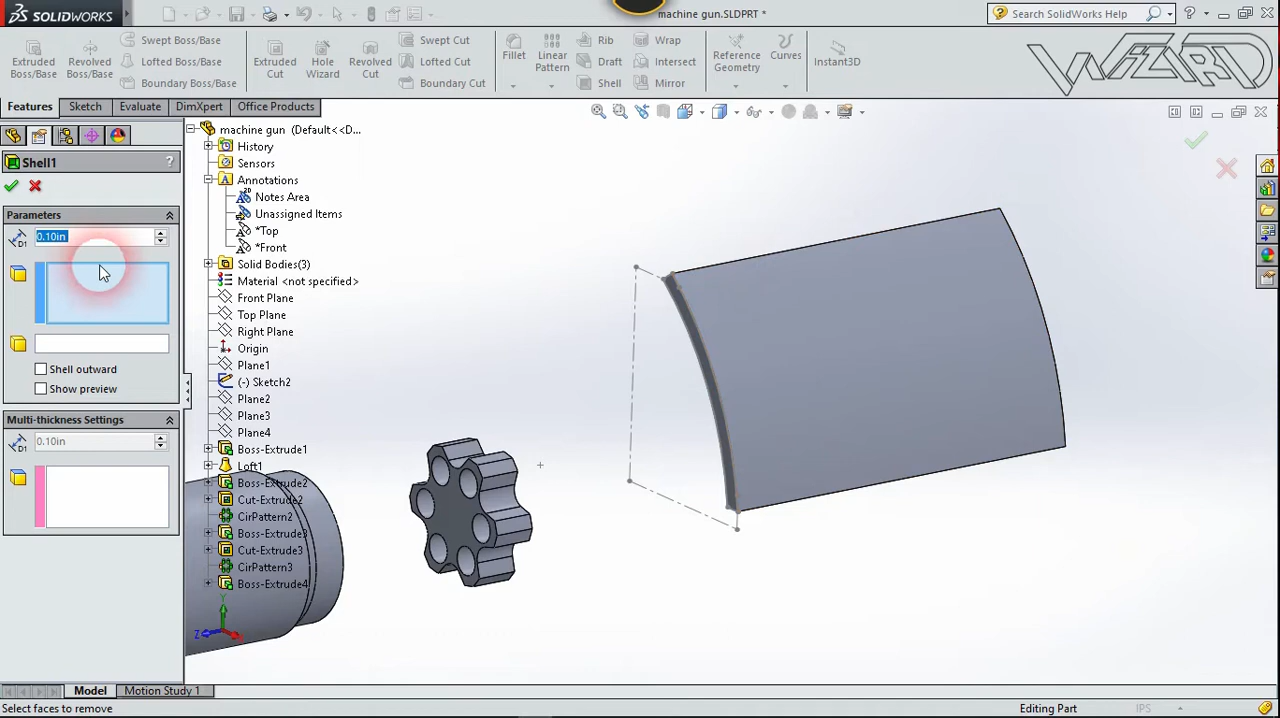 SOLIDWORKS
machine gun.SLDPRT *
Search SolidWorks Help
?
Extruded Boss/Base
Revolved Boss/Base
Swept Boss/Base
Lofted Boss/Base
Boundary Boss/Base
Extruded Cut
Hole Wizard
Revolved Cut
Swept Cut
Lofted Cut
Boundary Cut
Fillet
Linear Pattern
Rib
Draft
Shell
Wrap
Intersect
Mirror
Reference Geometry
Curves
Instant3D
WIZARD
Features
Sketch
Evaluate
DimXpert
Office Products
Shell1
?
Parameters
D1
0.10in
Shell outward
Show preview
Multi-thickness Settings
D1
0.10in
machine gun (Default<<D...
History
Sensors
Annotations
Notes Area
Unassigned Items
*Top
*Front
Solid Bodies(3)
Material <not specified>
Front Plane
Top Plane
Right Plane
Origin
Plane1
(-) Sketch2
Plane2
Plane3
Plane4
Boss-Extrude1
Loft1
Boss-Extrude2
Cut-Extrude2
CirPattern2
Boss-Extrude3
Cut-Extrude3
CirPattern3
Boss-Extrude4
Y
Z
Model
Motion Study 1
Select faces to remove
Editing Part
IPS